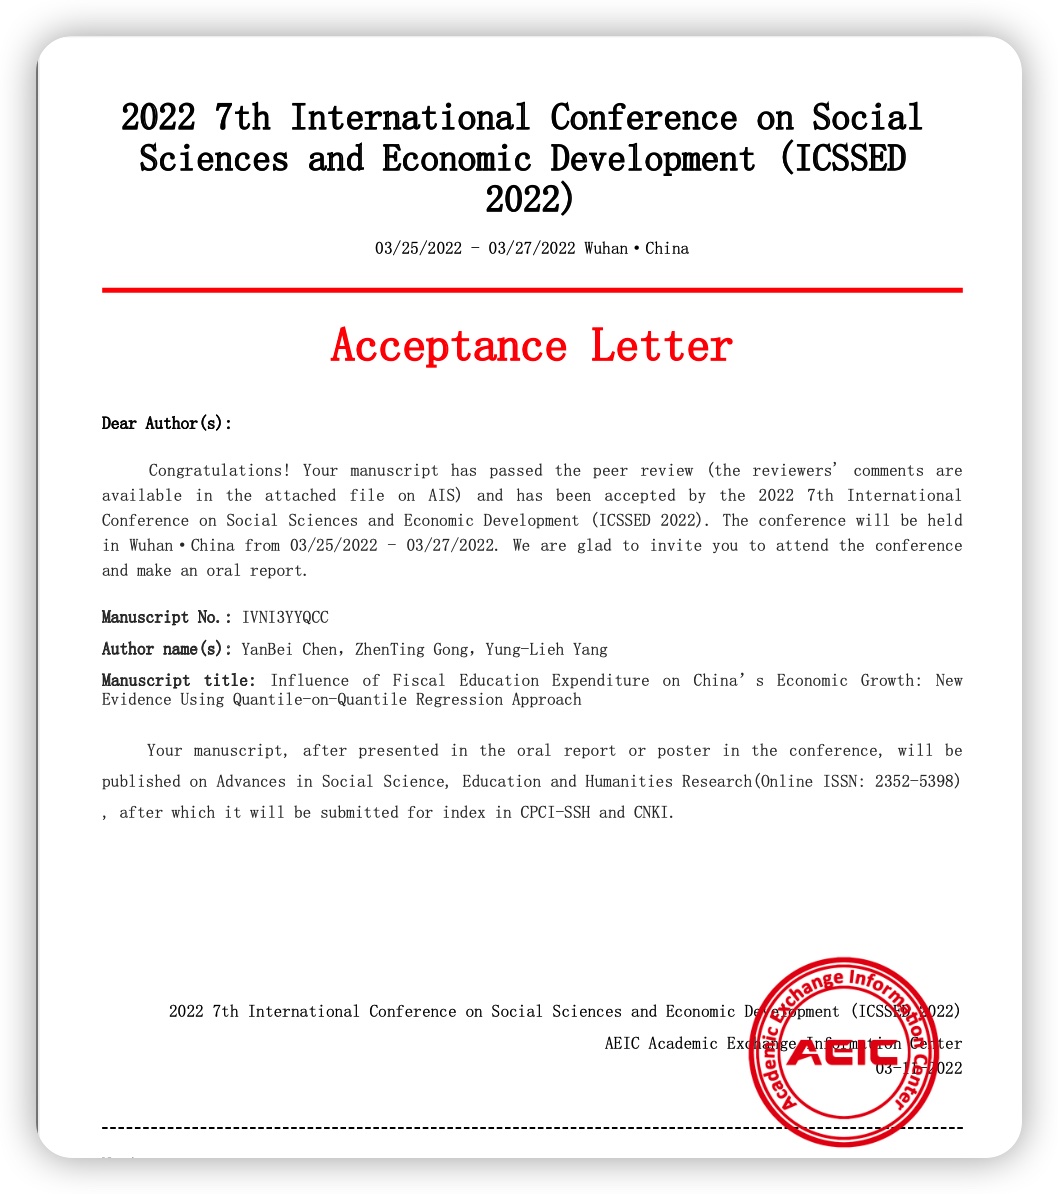 2022 7th International Conference on Social
Sciences and Economic Development (ICSSED
2022)
03/25/2022 - 03/27/2022 Wuhan·China
Acceptance Letter
Dear Author(s):
Congratulations! Your manuscript has passed the peer review (the reviewers' comments are
available in the attached file on AIS) and has been accepted by the 2022 7th International
Conference on Social Sciences and Economic Development (ICSSED 2022). The conference will be held
in Wuhan·China from 03/25/2022 - 03/27/2022. We are glad to invite you to attend the conference
and make an oral report.
Manuscript No.: IVNI3YYQCC
Author name(s): YanBei Chen, ZhenTing Gong, Yung-Lieh Yang
Manuscript title: Influence of Fiscal Education Expenditure on China's Economic Growth: New
Evidence Using Quantile-on-Quantile Regression Approach
Your manuscript, after presented in the oral report or poster in the conference, will be
published on Advances in Social Science, Education and Humanities Research(Online ISSN: 2352-5398)
, after which it will be submitted for index in CPCI-SSH and CNKI.
2022 7th International Conference on Social Sciences and Economic Development (ICSSED 2022)
AEIC Academic Exchange Information Center
03-11-2022
Academic Exchange Information Center
AEIC